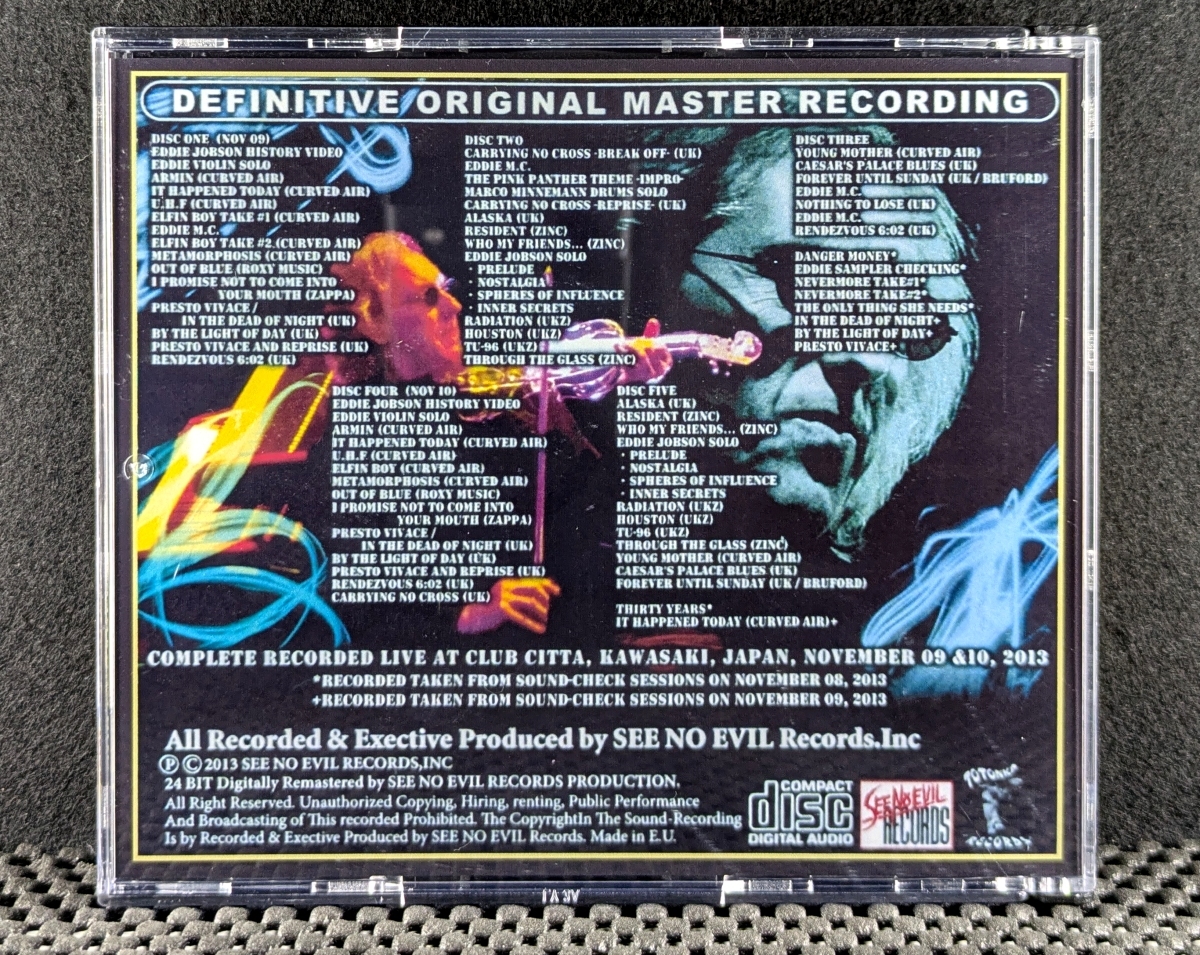 DEFINITIVE ORIGINAL MASTER RECORDING
DISC ONE (NOV 09)
EDDIE JOBSON HISTORY VIDEO
EDDIE VIOLIN SOLO
ARMIN (CURVED AIR)
IT HAPPENED TODAY (CURVED AIR)
U.H.F (CURVED AIR)
ELFIN BOY TAKE #1 (CURVED AIR)
EDDIE M.C.
ELFIN BOY TAKE #2 (CURVED AIR)
METAMORPHOSIS (CURVED AIR)
OUT OF BLUE (ROXY MUSIC)
I PROMISE NOT TO COME INTO
YOUR MOUTH (ZAPPA)
PRESTO VIVACE /
IN THE DEAD OF NIGHT (UK)
BY THE LIGHT OF DAY (UK)
PRESTO VIVACE AND REPRISE (UK)
RENDEZVOUS 6:02 (UK)
DISC TWO
CARRYING NO CROSS -BREAK OFF- (UK)
EDDIE M.C.
THE PINK PANTHER THEME -IMPRO-
MARCO MINNEMANN DRUMS SOLO
CARRYING NO CROSS -REPRISE- (UK)
ALASKA (UK)
RESIDENT (ZINC)
WHO MY FRIENDS... (ZINC)
EDDIE JOBSON SOLO
· PRELUDE
· NOSTALGIA
· SPHERES OF INFLUENCE
· INNER SECRETS
RADIATION (UKZ)
HOUSTON (UKZ)
TU-96 (UKZ)
THROUGH THE GLASS (ZINC)
DISC THREE
YOUNG MOTHER (CURVED AIR)
CAESAR'S PALACE BLUES (UK)
FOREVER UNTIL SUNDAY (UK / BRUFORD)
EDDIE M.C.
NOTHING TO LOSE (UK)
EDDIE M.C.
RENDEZVOUS 6:02 (UK)
DANGER MONEY*
EDDIE SAMPLER CHECKING*
NEVERMORE TAKE#1*
NEVERMORE TAKE#2*
THE ONLY THING SHE NEEDS*
IN THE DEAD OF NIGHT+
BY THE LIGHT OF DAY+
PRESTO VIVACE+
DISC FOUR (NOV 10)
EDDIE JOBSON HISTORY VIDEO
EDDIE VIOLIN SOLO
ARMIN (CURVED AIR)
IT HAPPENED TODAY (CURVED AIR)
U.H.F (CURVED AIR)
ELFIN BOY (CURVED AIR)
METAMORPHOSIS (CURVED AIR)
OUT OF BLUE (ROXY MUSIC)
I PROMISE NOT TO COME INTO
YOUR MOUTH (ZAPPA)
PRESTO VIVACE /
IN THE DEAD OF NIGHT (UK)
BY THE LIGHT OF DAY (UK)
PRESTO VIVACE AND REPRISE (UK)
RENDEZVOUS 6:02 (UK)
CARRYING NO CROSS (UK)
DISC FIVE
ALASKA (UK)
RESIDENT (ZINC)
WHO MY FRIENDS... (ZINC)
EDDIE JOBSON SOLO
· PRELUDE
· NOSTALGIA
· SPHERES OF INFLUENCE
· INNER SECRETS
RADIATION (UKZ)
HOUSTON (UKZ)
TU-96 (UKZ)
THROUGH THE GLASS (ZINC)
YOUNG MOTHER (CURVED AIR)
CAESAR'S PALACE BLUES (UK)
FOREVER UNTIL SUNDAY (UK / BRUFORD)
THIRTY YEARS*
IT HAPPENED TODAY (CURVED AIR)+
COMPLETE RECORDED LIVE AT CLUB CITTA, KAWASAKI, JAPAN, NOVEMBER 09 &10, 2013
*RECORDED TAKEN FROM SOUND-CHECK SESSIONS ON NOVEMBER 08, 2013
+RECORDED TAKEN FROM SOUND-CHECK SESSIONS ON NOVEMBER 09, 2013
All Recorded & Exective Produced by SEE NO EVIL Records.Inc
Ⓟ © 2013 SEE NO EVIL RECORDS,INC
24 BIT Digitally Remastered by SEE NO EVIL RECORDS PRODUCTION.
All Right Reserved. Unauthorized Copying, Hiring, renting, Public Performance
And Broadcasting of This recorded Prohibited. The CopyrightIn The Sound-Recording
Is by Recorded & Exective Produced by SEE NO EVIL Records. Made in E.U.
COMPACT
disc
DIGITAL AUDIO
SEE NO EVIL
RECORDS